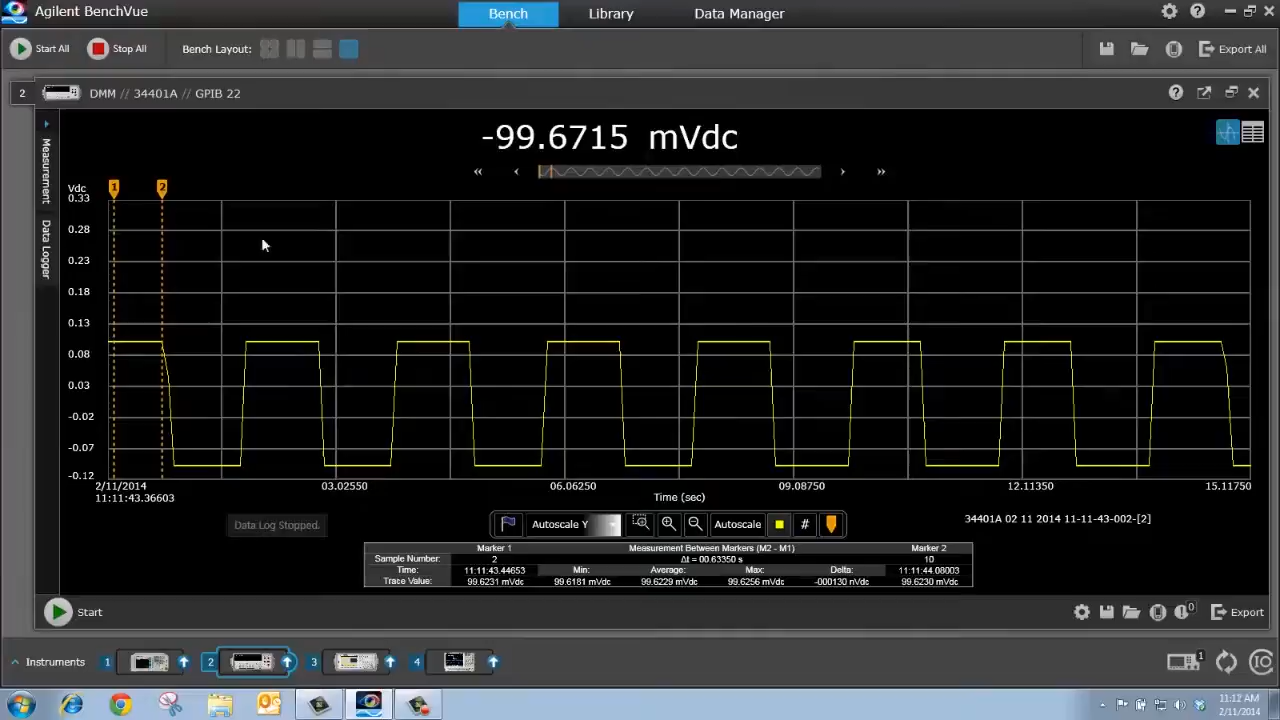 Agilent BenchVue
Bench
Library
Data Manager
Start All
Stop All
Bench Layout:
Export All
2
DMM // 34401A // GPIB 22
Measurement
Data Logger
-99.6715 mVdc
Vdc
1
2
0.33
0.28
0.23
0.18
0.13
0.08
0.03
-0.02
-0.07
-0.12
2/11/2014
11:11:43.36603
03.02550
06.06250
09.08750
12.11350
15.11750
Time (sec)
Data Log Stopped.
Autoscale Y
Autoscale
#
34401A 02 11 2014 11-11-43-002-[2]
Marker 1
Measurement Between Markers (M2 - M1)
Marker 2
Sample Number:
2
Δt = 00.63350 s
10
Time:
11:11:43.44653
Min:
Average:
Max:
Delta:
11:11:44.08003
Trace Value:
99.6231 mVdc
99.6181 mVdc
99.6229 mVdc
99.6256 mVdc
-000130 nVdc
99.6230 mVdc
Start
0
Export
Instruments
1
2
3
4
1
IO
11:12 AM
2/11/2014